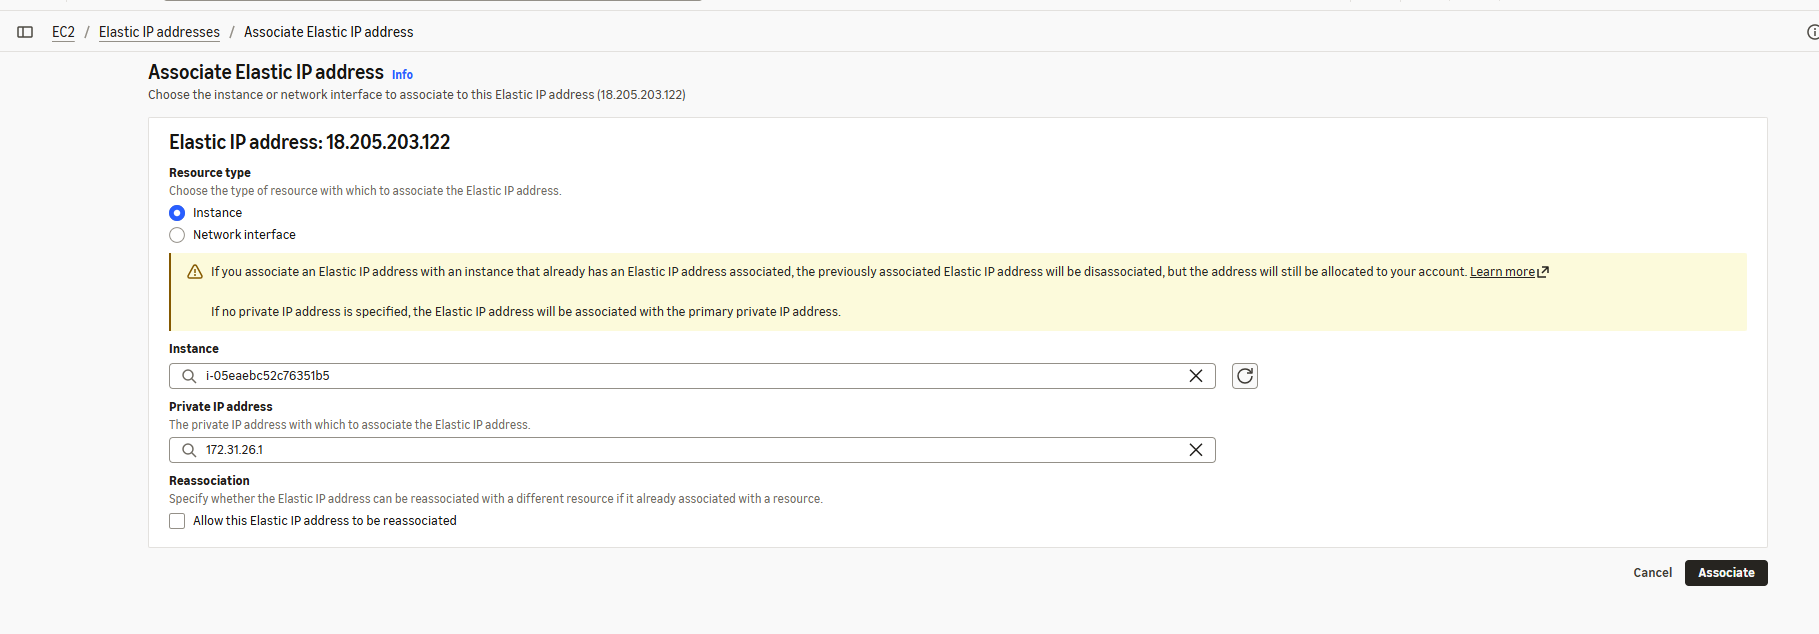 EC2 / Elastic IP addresses / Associate Elastic IP address
Associate Elastic IP address Info
Choose the instance or network interface to associate to this Elastic IP address (18.205.203.122)
Elastic IP address: 18.205.203.122
Resource type
Choose the type of resource with which to associate the Elastic IP address.
Instance
Network interface
If you associate an Elastic IP address with an instance that already has an Elastic IP address associated, the previously associated Elastic IP address will be disassociated, but the address will still be allocated to your account. Learn more
If no private IP address is specified, the Elastic IP address will be associated with the primary private IP address.
Instance
i-05eaebc52c76351b5
Private IP address
The private IP address with which to associate the Elastic IP address.
172.31.26.1
Reassociation
Specify whether the Elastic IP address can be reassociated with a different resource if it already associated with a resource.
Allow this Elastic IP address to be reassociated
Cancel Associate